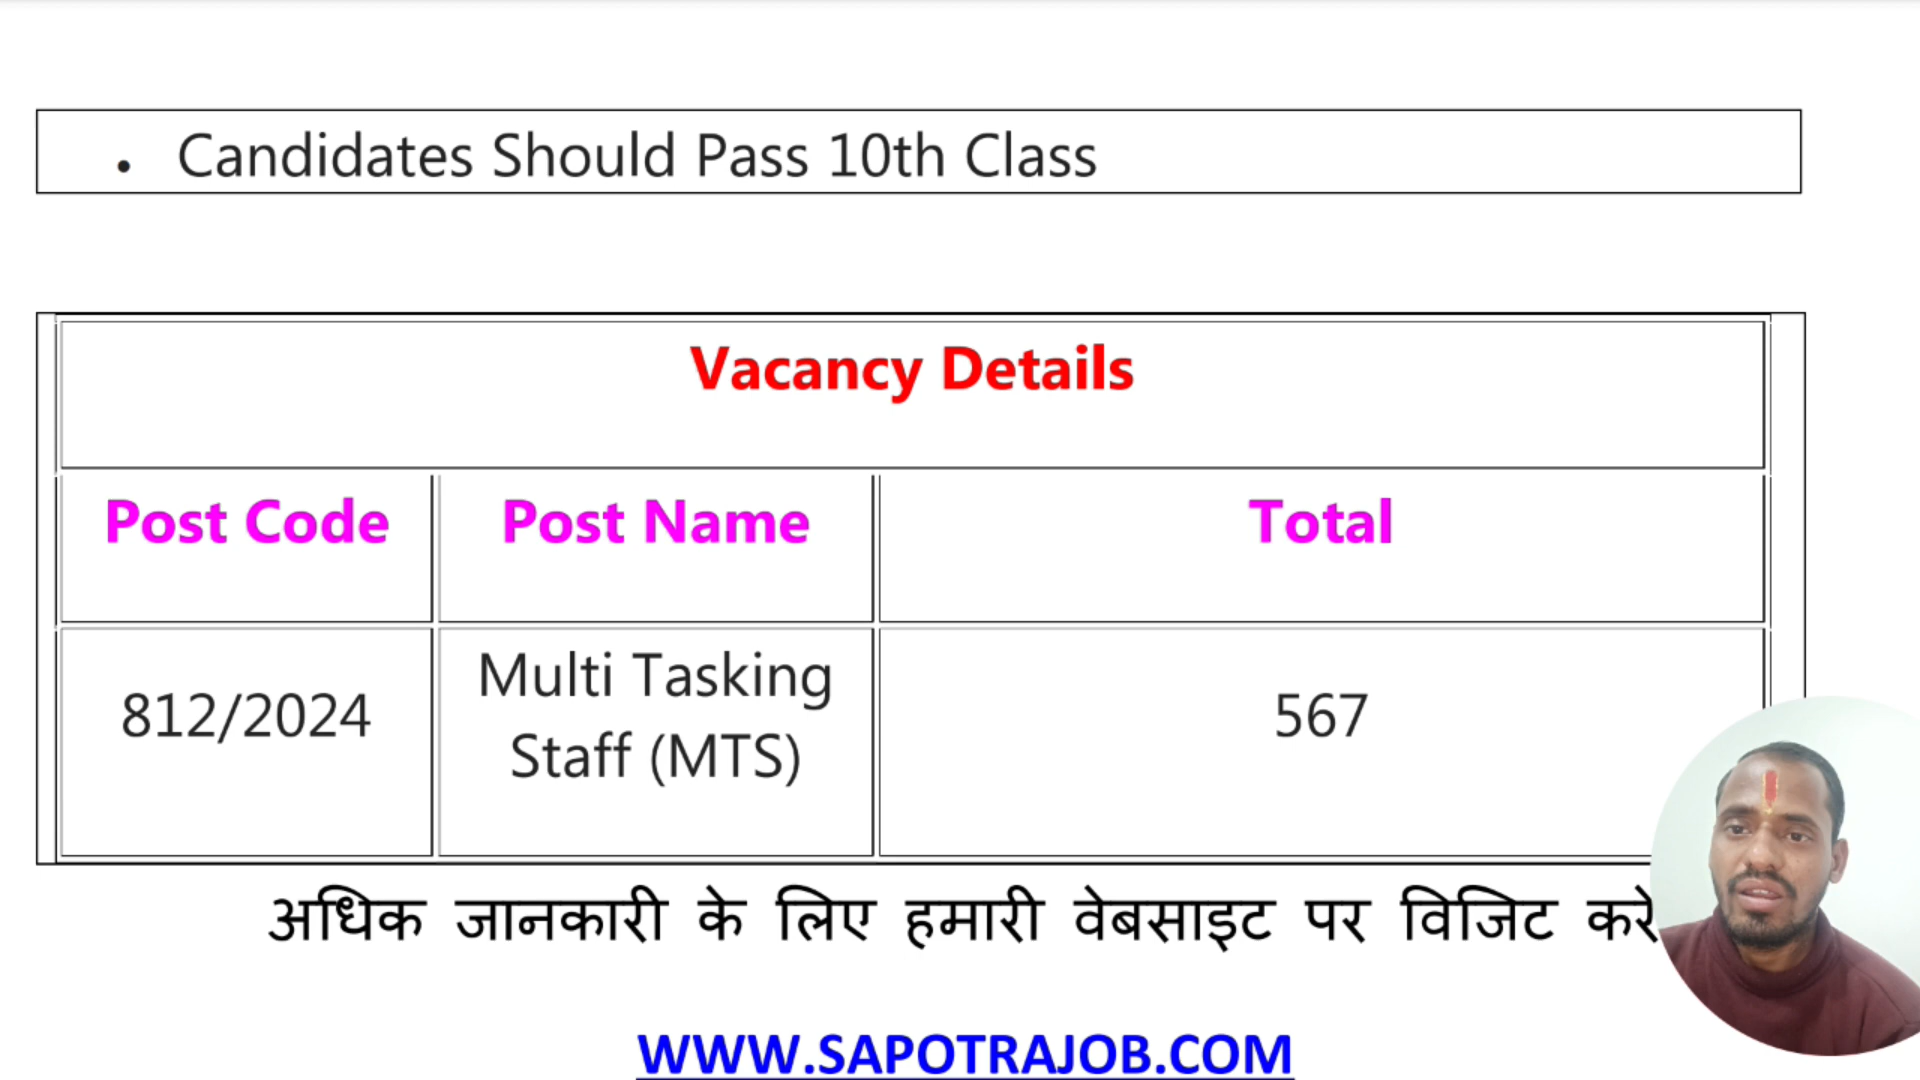 • Candidates Should Pass 10th Class
Vacancy Details
Post Code Post Name Total
812/2024 Multi Tasking Staff (MTS) 567
अधिक जानकारी के लिए हमारी वेबसाइट पर विजिट करे
WWW.SAPOTRAJOB.COM